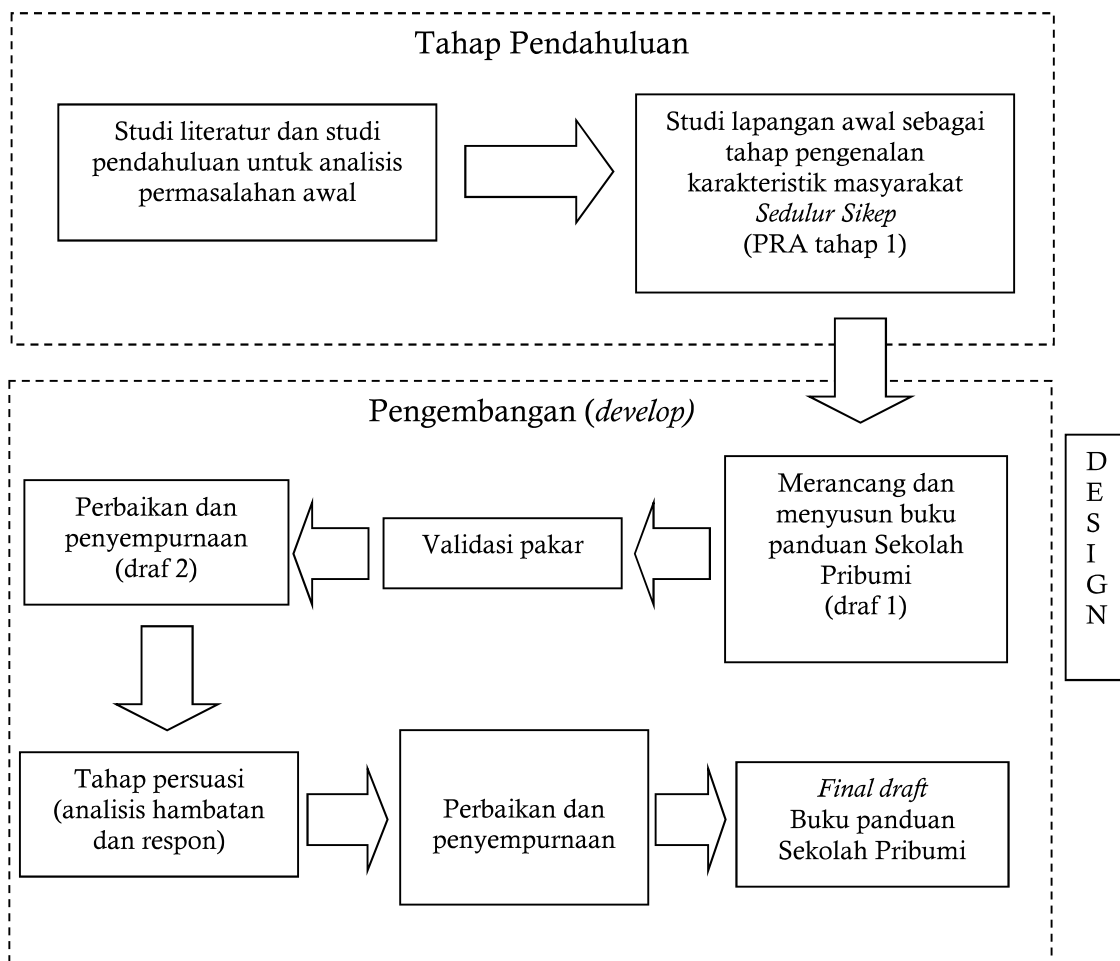 Tahap Pendahuluan
Studi literatur dan studi
pendahuluan untuk analisis
permasalahan awal
Studi lapangan awal sebagai
tahap pengenalan
karakteristik masyarakat
Sedulur Sikep
(PRA tahap 1)
Pengembangan (develop)
Merancang dan
menyusun buku
panduan Sekolah
Pribumi
(draf 1)
Validasi pakar
Perbaikan dan
penyempurnaan
(draf 2)
Tahap persuasi
(analisis hambatan
dan respon)
Perbaikan dan
penyempurnaan
Final draft
Buku panduan
Sekolah Pribumi
D
E
S
I
G
N